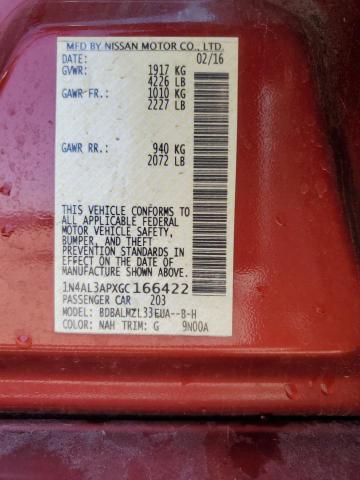 MFD BY NISSAN MOTOR CO., LTD.
DATE: 02/16
GVWR: 1917 KG
4226 LB
GAWR FR.: 1010 KG
2227 LB
GAWR RR.: 940 KG
2072 LB
THIS VEHICLE CONFORMS TO
ALL APPLICABLE FEDERAL
MOTOR VEHICLE SAFETY,
BUMPER, AND THEFT
PREVENTION STANDARDS IN
EFFECT ON THE DATE OF
MANUFACTURE SHOWN ABOVE.
1N4AL3APXGC166422
PASSENGER CAR 203
MODEL: BDBALMZL33EUA--B-H
COLOR: NAH TRIM: G 9N00A